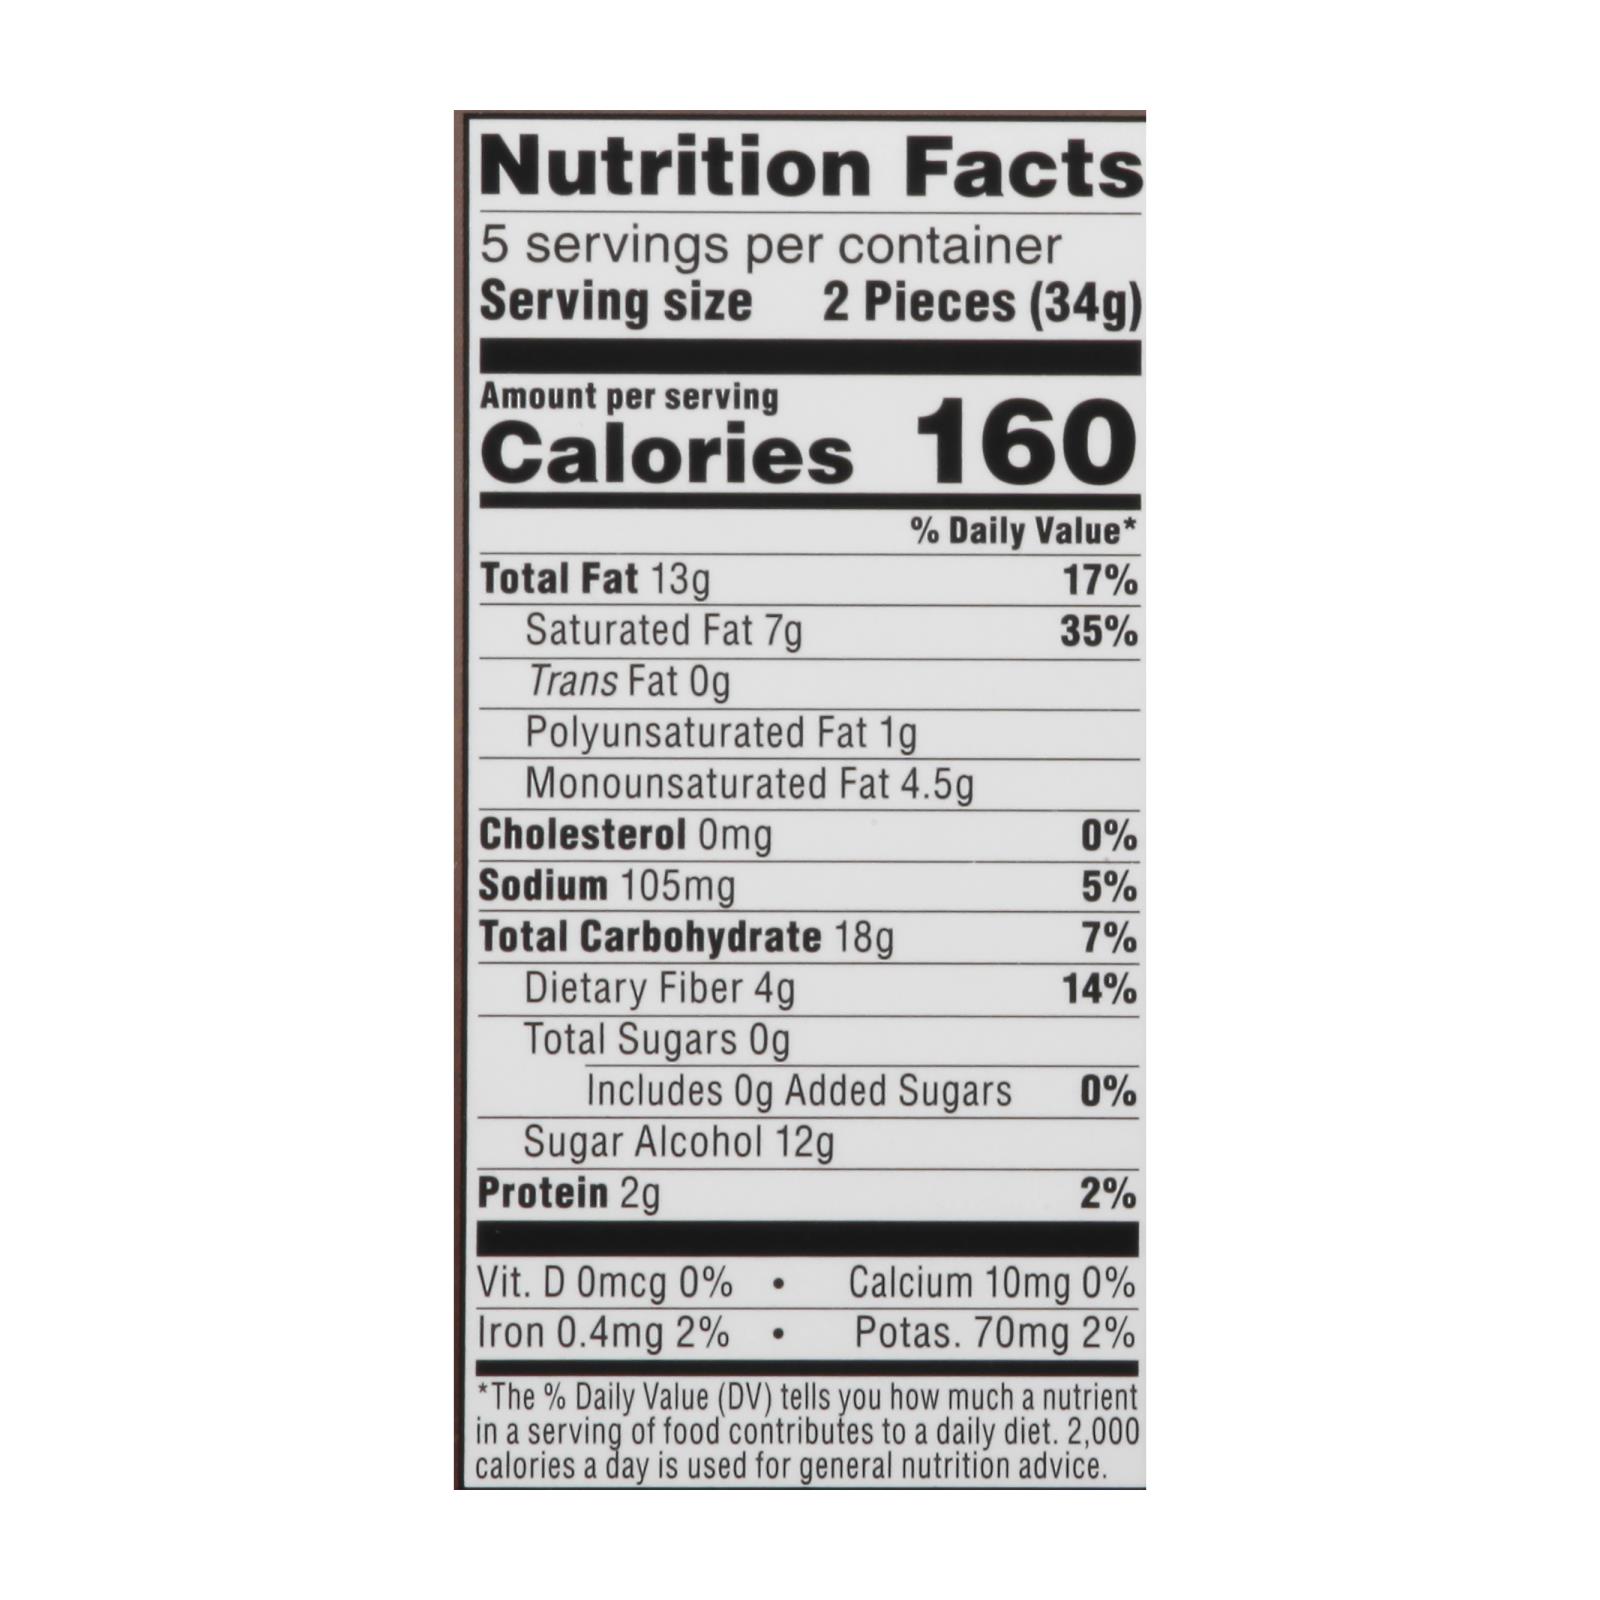 Nutrition Facts
5 servings per container
Serving size 2 Pieces (34g)
Amount per serving
Calories 160
% Daily Value*
Total Fat 13g 17%
Saturated Fat 7g 35%
Trans Fat 0g
Polyunsaturated Fat 1g
Monounsaturated Fat 4.5g
Cholesterol 0mg 0%
Sodium 105mg 5%
Total Carbohydrate 18g 7%
Dietary Fiber 4g 14%
Total Sugars 0g
Includes 0g Added Sugars 0%
Sugar Alcohol 12g
Protein 2g 2%
Vit. D 0mcg 0% • Calcium 10mg 0%
Iron 0.4mg 2% • Potas. 70mg 2%
*The % Daily Value (DV) tells you how much a nutrient
in a serving of food contributes to a daily diet. 2,000
calories a day is used for general nutrition advice.